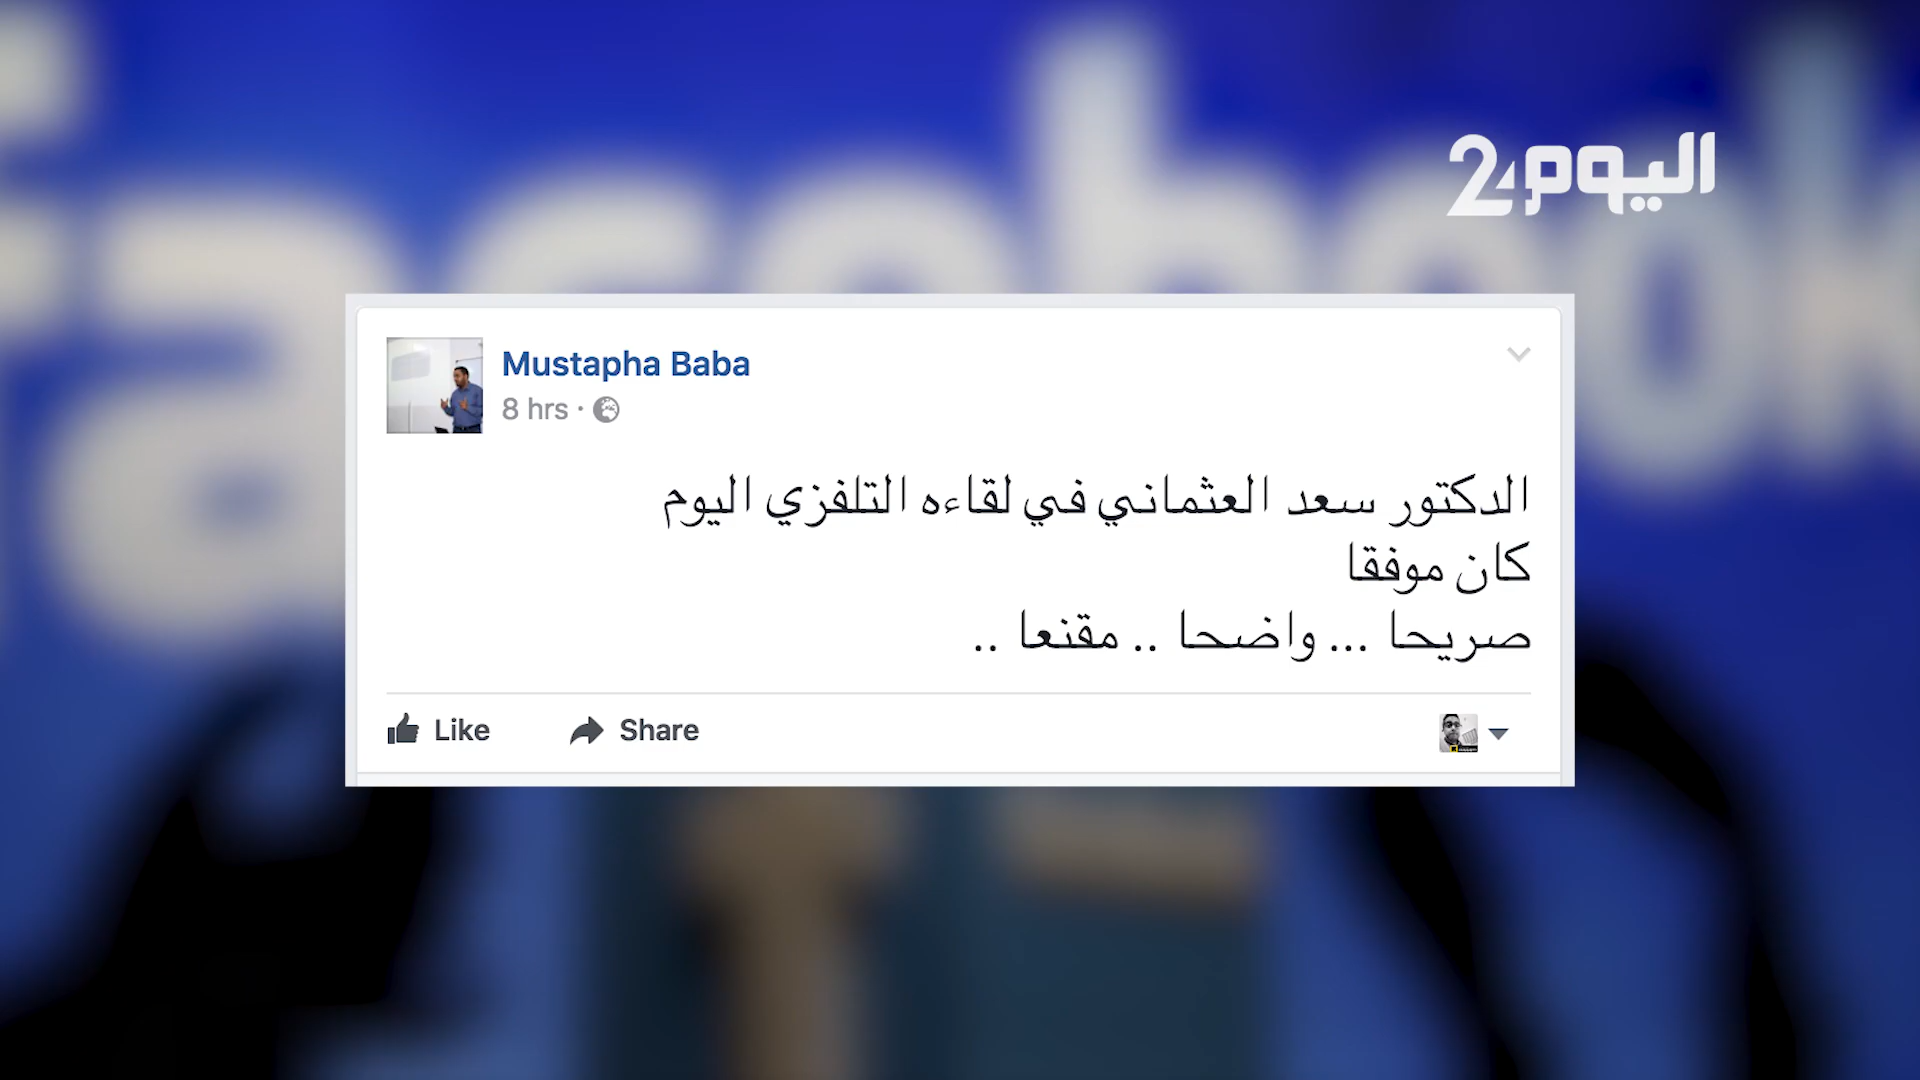 facebook
اليوم 24
Mustapha Baba
8 hrs ·
الدكتور سعد العثماني في لقاءه التلفزي اليوم
كان موفقا
صريحا ... واضحا .. مقنعا ..
Like Share